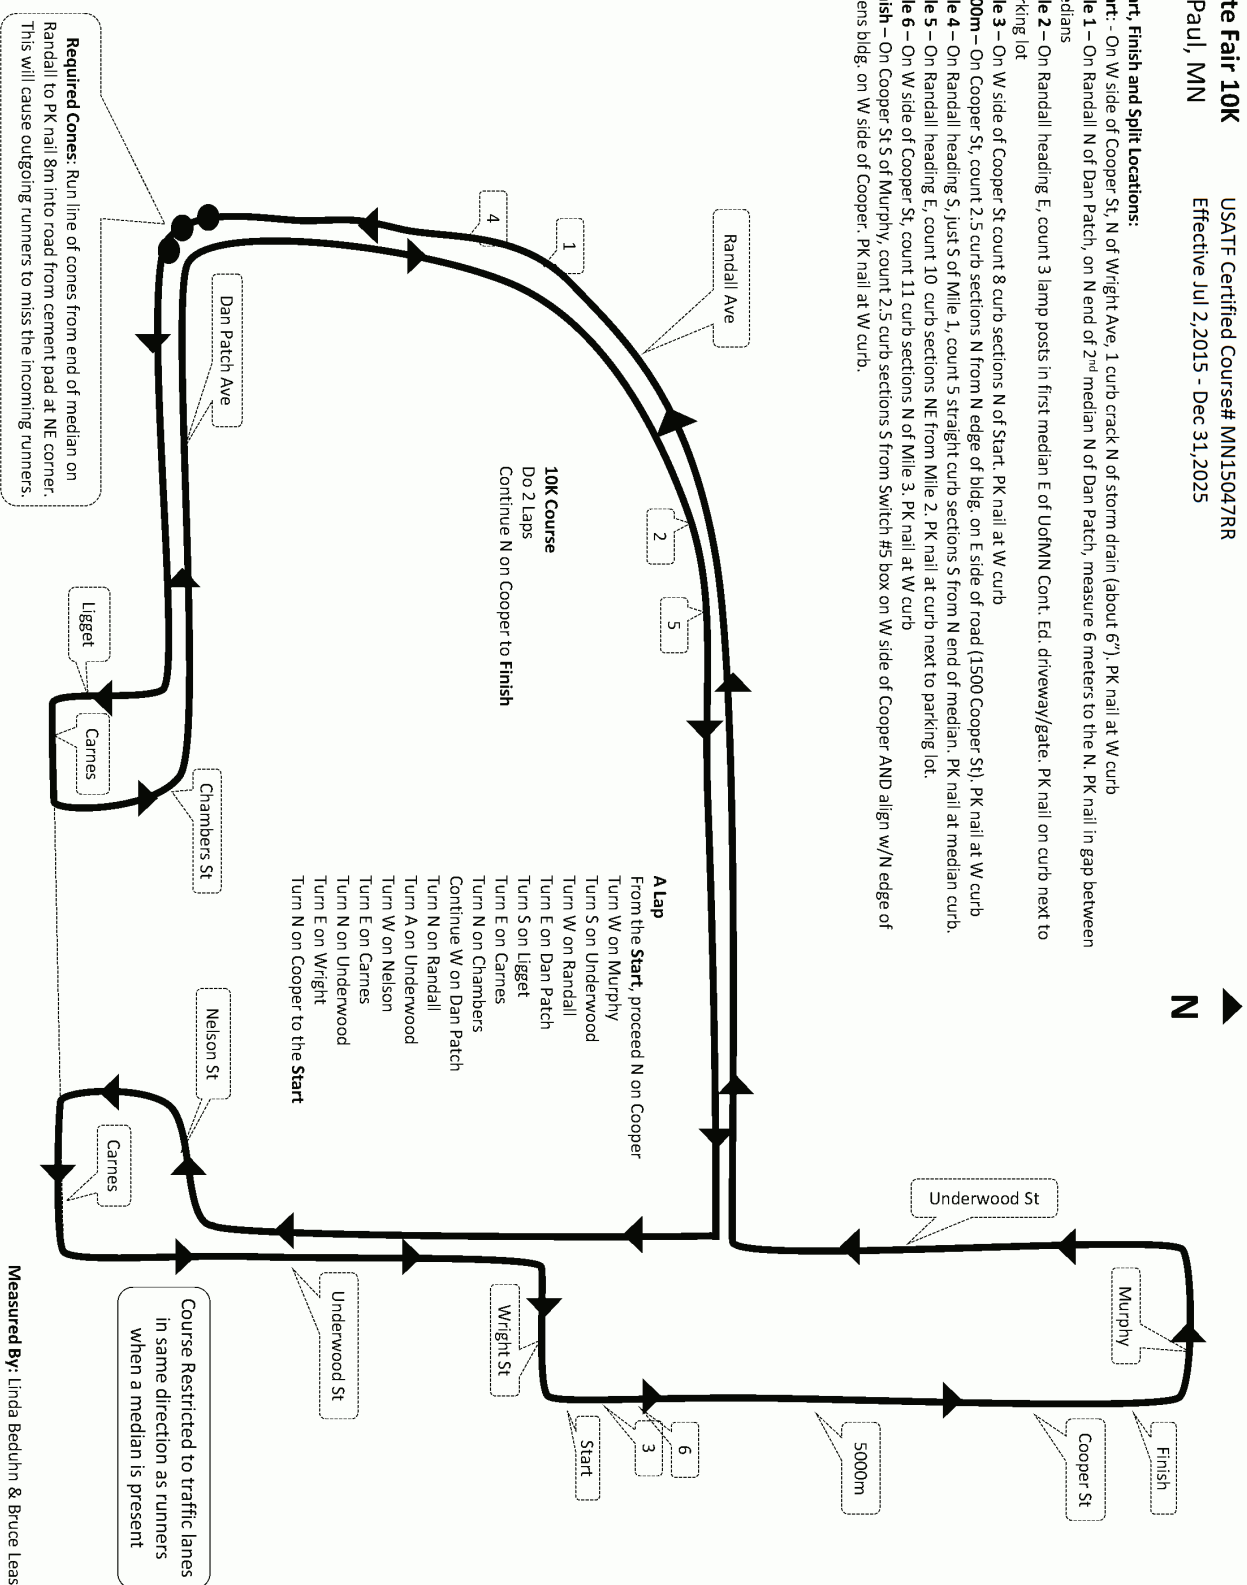 te Fair 10K
Paul, MN
USATF Certified Course# MN15047RR
Effective Jul 2,2015 - Dec 31,2025
N
rt, Finish and Split Locations:
rt: - On W side of Cooper St, N of Wright Ave, 1 curb crack N of storm drain (about 6"). PK nail at W curb
le 1 – On Randall N of Dan Patch, on N end of 2nd median N of Dan Patch, measure 6 meters to the N. PK nail in gap between
edians
le 2 – On Randall heading E, count 3 lamp posts in first median E of UofMN Cont. Ed. driveway/gate. PK nail on curb next to
rking lot
le 3 – On W side of Cooper St count 8 curb sections N of Start. PK nail at W curb
00m – On Cooper St, count 2.5 curb sections N from N edge of bldg. on E side of road (1500 Cooper St). PK nail at W curb
le 4 – On Randall heading S, just S of Mile 1, count 5 straight curb sections S from N end of median. PK nail at median curb.
le 5 – On Randall heading E, count 10 curb sections NE from Mile 2. PK nail at curb next to parking lot.
le 6 – On W side of Cooper St, count 11 curb sections N of Mile 3. PK nail at W curb
ish – On Cooper St S of Murphy, count 2.5 curb sections S from Switch #5 box on W side of Cooper AND align w/N edge of
ens bldg. on W side of Cooper. PK nail at W curb.
Randall Ave
1
4
2
5
Underwood St
Murphy
Finish
Cooper St
5000m
6
3
Start
Wright St
10K Course
Do 2 Laps
Continue N on Cooper to Finish
A Lap
From the Start, proceed N on Cooper
Turn W on Murphy
Turn S on Underwood
Turn W on Randall
Turn E on Dan Patch
Turn S on Ligget
Turn E on Carnes
Turn N on Chambers
Continue W on Dan Patch
Turn N on Randall
Turn A on Underwood
Turn W on Nelson
Turn E on Carnes
Turn N on Underwood
Turn E on Wright
Turn N on Cooper to the Start
Dan Patch Ave
Chambers St
Nelson St
Underwood St
Ligget
Carnes
Carnes
Required Cones: Run line of cones from end of median on
Randall to PK nail 8m into road from cement pad at NE corner.
This will cause outgoing runners to miss the incoming runners.
Course Restricted to traffic lanes
in same direction as runners
when a median is present
Measured By: Linda Beduhn & Bruce Leas